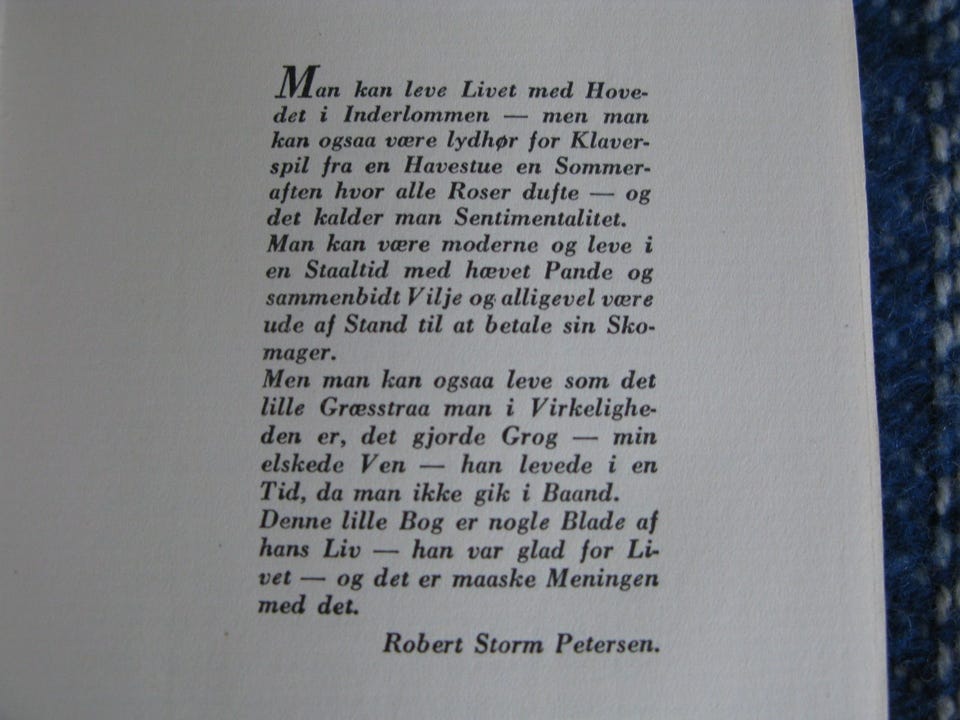 Man kan leve Livet med Hove-
det i Inderlommen — men man
kan ogsaa være lydhør for Klaver-
spil fra en Havestue en Sommer-
aften hvor alle Roser dufte — og
det kalder man Sentimentalitet.
Man kan være moderne og leve i
en Staaltid med hævet Pande og
sammenbidt Vilje og alligevel være
ude af Stand til at betale sin Sko-
mager.
Men man kan ogsaa leve som det
lille Græsstraa man i Virkelighe-
den er, det gjorde Grog — min
elskede Ven — han levede i en
Tid, da man ikke gik i Baand.
Denne lille Bog er nogle Blade af
hans Liv — han var glad for Li-
vet — og det er maaske Meningen
med det.
Robert Storm Petersen.